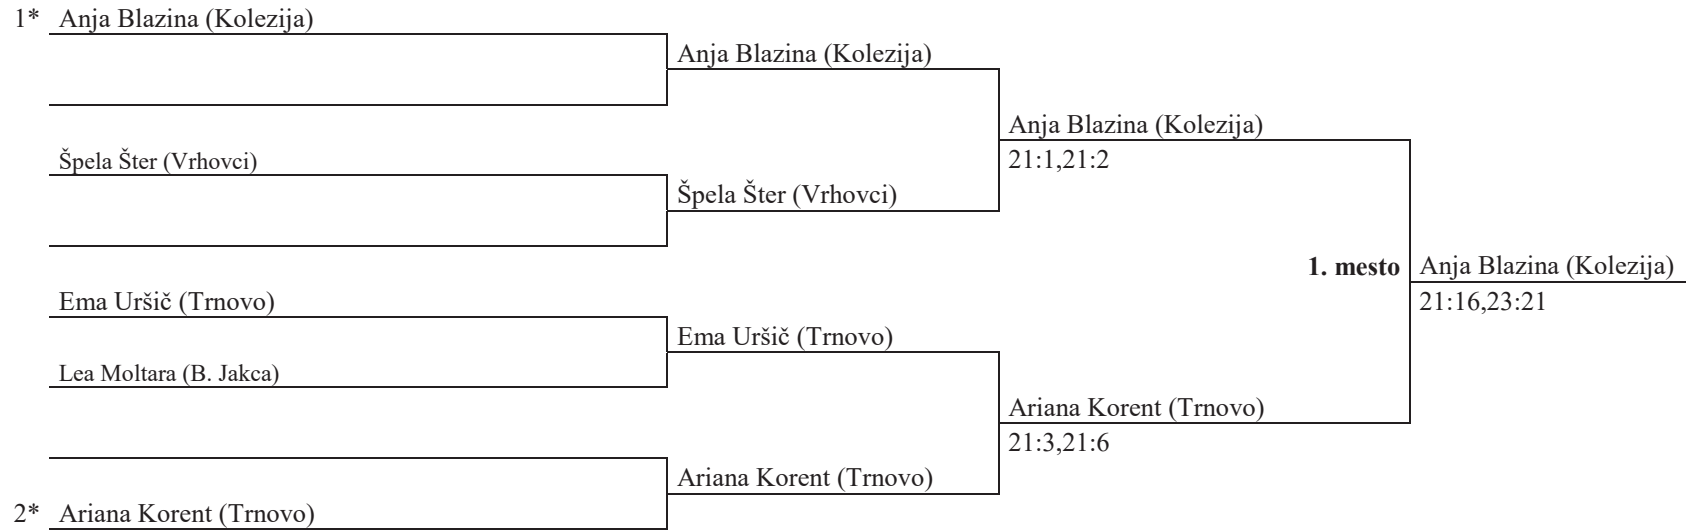 1* Anja Blazina (Kolezija)
Anja Blazina (Kolezija)
Anja Blazina (Kolezija)
Špela Šter (Vrhovci)
21:1,21:2
Špela Šter (Vrhovci)
1. mesto Anja Blazina (Kolezija)
Ema Uršič (Trnovo)
21:16,23:21
Ema Uršič (Trnovo)
Lea Moltara (B. Jakca)
Ariana Korent (Trnovo)
21:3,21:6
Ariana Korent (Trnovo)
2* Ariana Korent (Trnovo)